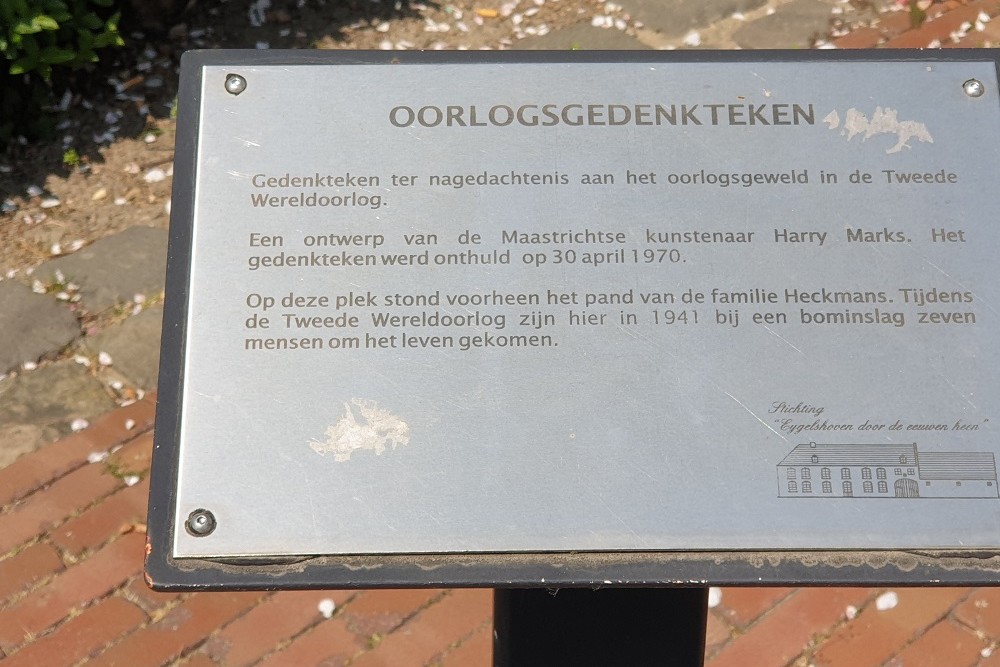 OORLOGSGEDENKTEKEN
Gedenkteken ter nagedachtenis aan het oorlogsgeweld in de Tweede
Wereldoorlog.
Een ontwerp van de Maastrichtse kunstenaar Harry Marks. Het
gedenkteken werd onthuld op 30 april 1970.
Op deze plek stond voorheen het pand van de familie Heckmans. Tijdens
de Tweede Wereldoorlog zijn hier in 1941 bij een bominslag zeven
mensen om het leven gekomen.
Stichting
"Eygelshoven door de eeuwen heen"